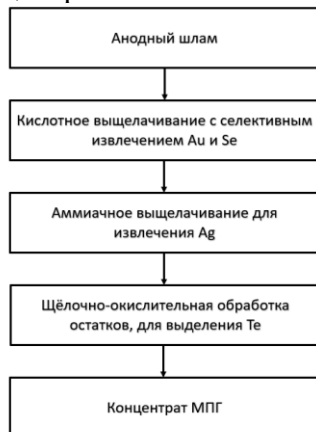 Анодный шлам
Кислотное выщелачивание с селективным
извлечением Au и Se
Аммиачное выщелачивание для
извлечения Ag
Щёлочно-окислительная обработка
остатков, для выделения Te
Концентрат МПГ